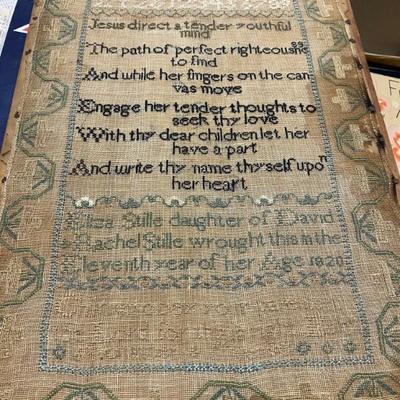 Jesus direct a tender youthful
mind
The path of perfect righteousness
to find
And while her fingers on the can
vas move
Engage her tender thoughts to
seek thy love
With thy dear children let her
have a part
And write thy name thyself upon
her heart
Eliza Stille daughter of David
Rachel Stille wrought this in the
Eleventh year of her Age 1820